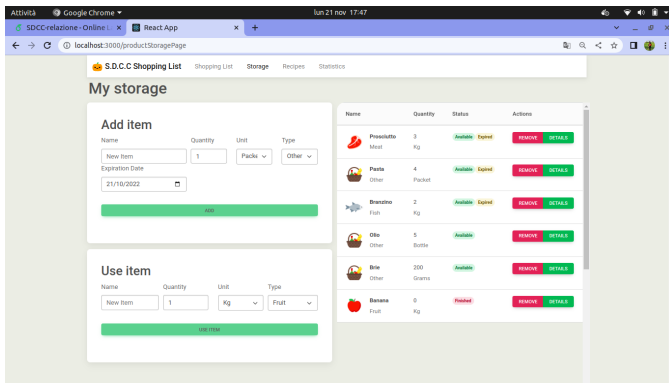 Attività Google Chrome lun 21 nov 17:47
SDCC-relazione - Online L React App
localhost:3000/productStoragePage
S.D.C.C Shopping List Shopping List Storage Recipes Statistics
My storage
Add item
Name Quantity Unit Type
New Item 1 Packe Other
Expiration Date
21/10/2022
ADD
Use item
Name Quantity Unit Type
New Item 1 Kg Fruit
USE ITEM
Name Quantity Status Actions
Prosciutto 3 Available Expired REMOVE DETAILS
Meat Kg
Pasta 4 Available Expired REMOVE DETAILS
Other Packet
Branzino 2 Available Expired REMOVE DETAILS
Fish Kg
Olio 5 Available REMOVE DETAILS
Other Bottle
Brie 200 Available REMOVE DETAILS
Other Grams
Banana 0 Finished REMOVE DETAILS
Fruit Kg